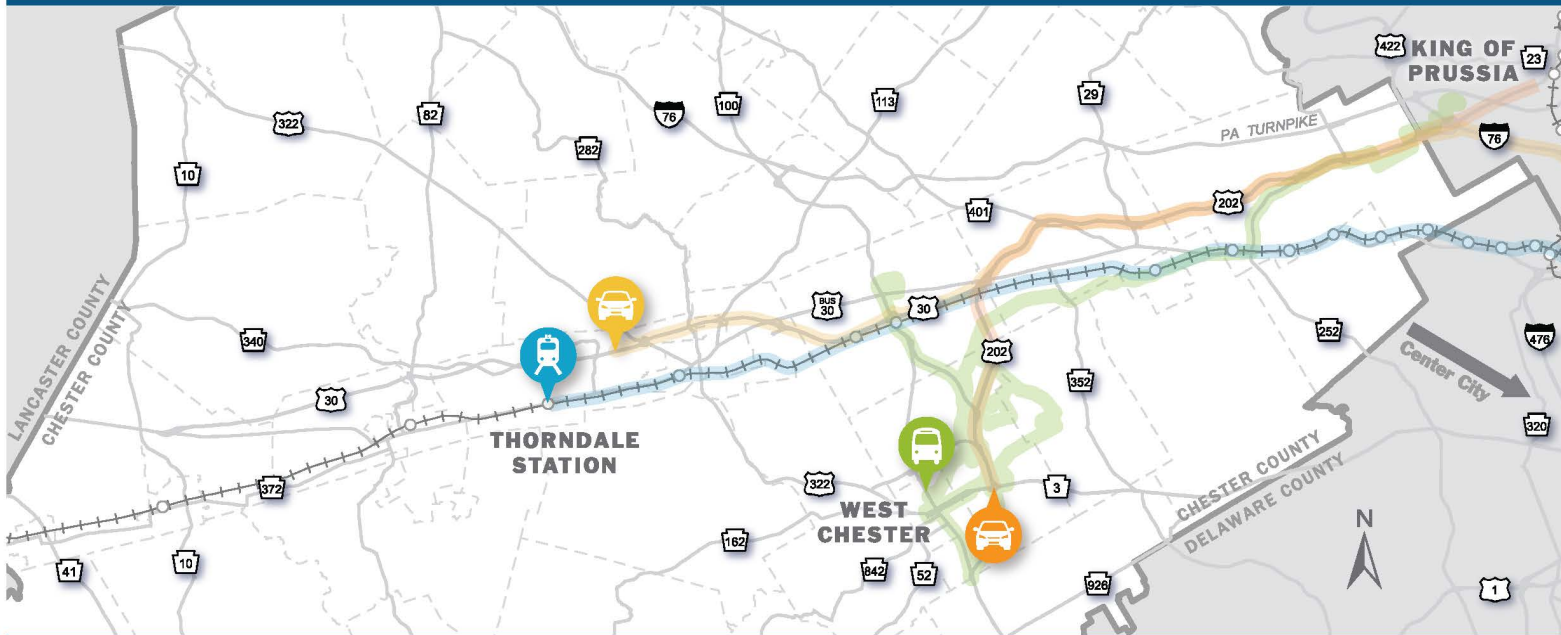 422
KING OF
PRUSSIA
23
322
82
76
100
113
29
282
PA TURNPIKE
76
10
401
202
LANCASTER COUNTY
CHESTER COUNTY
340
BUS
30
30
252
476
Center City
202
352
30
320
THORNDALE
STATION
372
322
WEST
CHESTER
3
CHESTER COUNTY
DELAWARE COUNTY
N
162
41
10
842
52
926
1